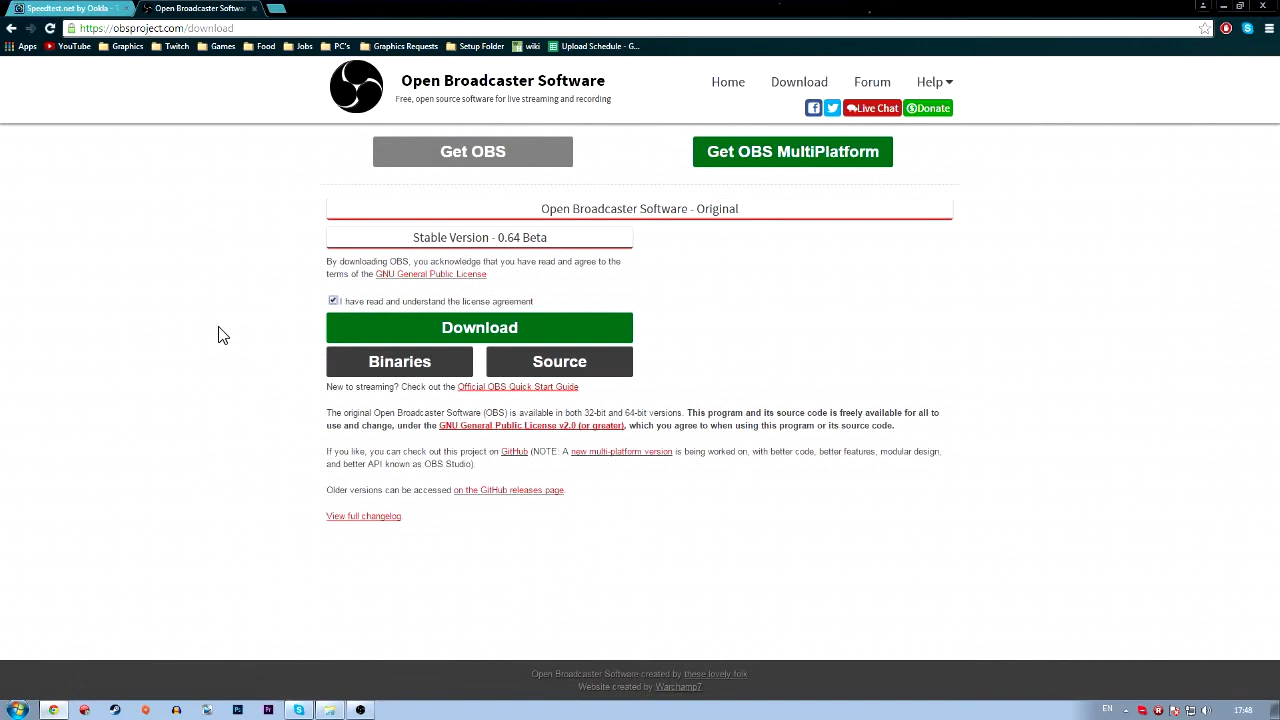 Speedtest.net by Ookla - T
Open Broadcaster Softwa
https://obsproject.com/download
Apps YouTube Graphics Twitch Games Food Jobs PC's Graphics Requests Setup Folder wiki Upload Schedule - G...
Open Broadcaster Software
Free, open source software for live streaming and recording
Home Download Forum Help
Live Chat Donate
Get OBS Get OBS MultiPlatform
Open Broadcaster Software - Original
Stable Version - 0.64 Beta
By downloading OBS, you acknowledge that you have read and agree to the
terms of the GNU General Public License
I have read and understand the license agreement
Download
Binaries Source
New to streaming? Check out the Official OBS Quick Start Guide
The original Open Broadcaster Software (OBS) is available in both 32-bit and 64-bit versions. This program and its source code is freely available for all to
use and change, under the GNU General Public License v2.0 (or greater), which you agree to when using this program or its source code.
If you like, you can check out this project on GitHub (NOTE: A new multi-platform version is being worked on, with better code, better features, modular design,
and better API known as OBS Studio).
Older versions can be accessed on the GitHub releases page.
View full changelog.
Open Broadcaster Software created by these lovely folk
Website created by Warchamp7
EN 17:48